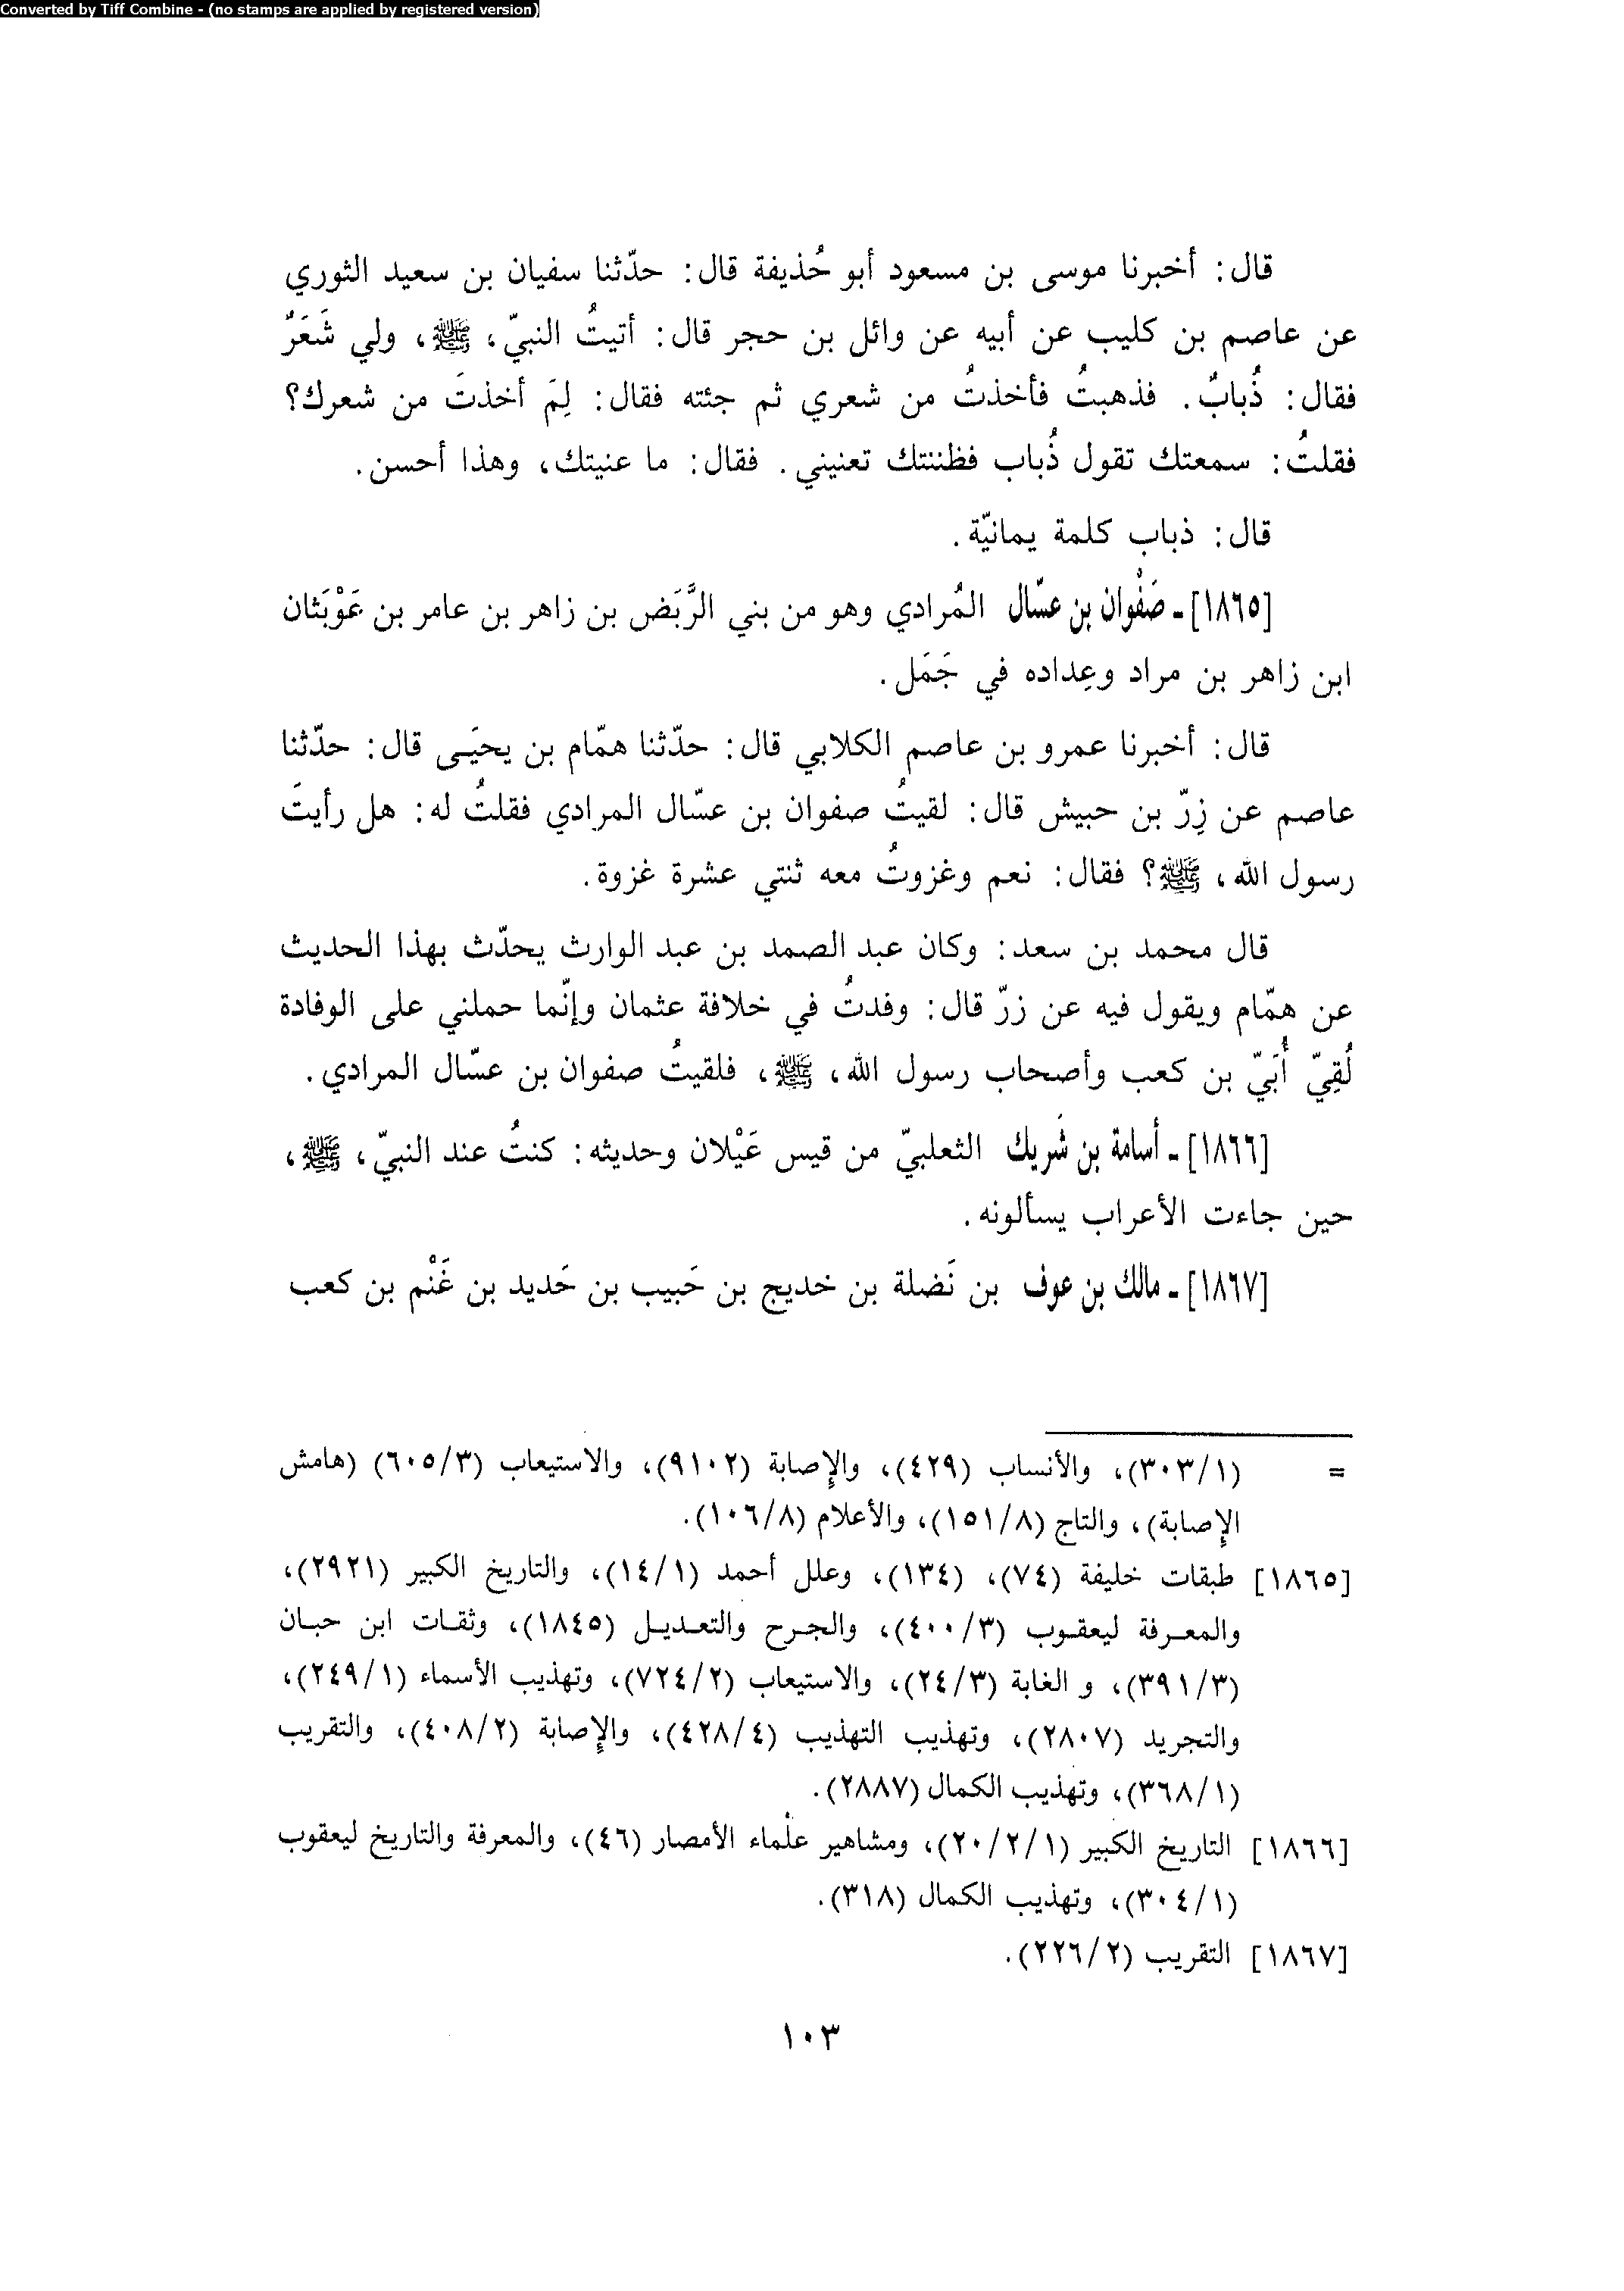 Converted by Tiff Combine - (no stamps are applied by registered version)
قال: أخبرنا موسى بن مسعود أبو حُذيفة قال: حدّثنا سفيان بن سعيد الثوري
عن عاصم بن كليب عن أبيه عن وائل بن حجر قال: أتيتُ النبيّ، ﷺ، ولي شَعَرٌ
فقال: ذُبابٌ. فذهبتُ فأخذتُ من شعري ثم جئته فقال: لِمَ أخذتَ من شعرك؟
فقلتُ: سمعتك تقول ذُباب فظننتك تعنيني. فقال: ما عنيتك، وهذا أحسن.
قال: ذباب كلمة يمانيّة.
[١٨٦٥] ـ صَفْوان بن عسّال المُرادي وهو من بني الرَّبَض بن زاهر بن عامر بن عَوْبَثان
ابن زاهر بن مراد وعِداده في جَمَل.
قال: أخبرنا عمرو بن عاصم الكلابي قال: حدّثنا همّام بن يحيَى قال: حدّثنا
عاصم عن زِرّ بن حبيش قال: لقيتُ صفوان بن عسّال المرادي فقلتُ له: هل رأيتَ
رسول الله، ﷺ؟ فقال: نعم وغزوتُ معه ثنتي عشرة غزوة.
قال محمد بن سعد: وكان عبد الصمد بن عبد الوارث يحدّث بهذا الحديث
عن همّام ويقول فيه عن زرّ قال: وفدتُ في خلافة عثمان وإنّما حملني على الوفادة
لُقِيّ أُبَيّ بن كعب وأصحاب رسول الله، ﷺ، فلقيتُ صفوان بن عسّال المرادي.
[١٨٦٦] ـ أسامة بن شَريك الثعلبيّ من قيس عَيْلان وحديثه: كنتُ عند النبيّ، ﷺ،
حين جاءت الأعراب يسألونه.
[١٨٦٧] ـ مالك بن عوف بن نَضلة بن خديج بن حَبيب بن حَديد بن غَنْم بن كعب
= (٣٠٣/١)، والأنساب (٤٢٩)، والإصابة (٩١٠٢)، والاستيعاب (٦٠٥/٣) (هامش
الإصابة)، والتاج (١٥١/٨)، والأعلام (١٠٦/٨).
[١٨٦٥] طبقات خليفة (٧٤)، (١٣٤)، وعلل أحمد (١٤/١)، والتاريخ الكبير (٢٩٢١)،
والمعرفة ليعقوب (٤٠٠/٣)، والجرح والتعديل (١٨٤٥)، وثقات ابن حبان
(٣٩١/٣)، و الغابة (٢٤/٣)، والاستيعاب (٧٢٤/٢)، وتهذيب الأسماء (٢٤٩/١)،
والتجريد (٢٨٠٧)، وتهذيب التهذيب (٤٢٨/٤)، والإصابة (٤٠٨/٢)، والتقريب
(٣٦٨/١)، وتهذيب الكمال (٢٨٨٧).
[١٨٦٦] التاريخ الكبير (٢٠/٢/١)، ومشاهير علماء الأمصار (٤٦)، والمعرفة والتاريخ ليعقوب
(٣٠٤/١)، وتهذيب الكمال (٣١٨).
[١٨٦٧] التقريب (٢٢٦/٢).
١٠٣